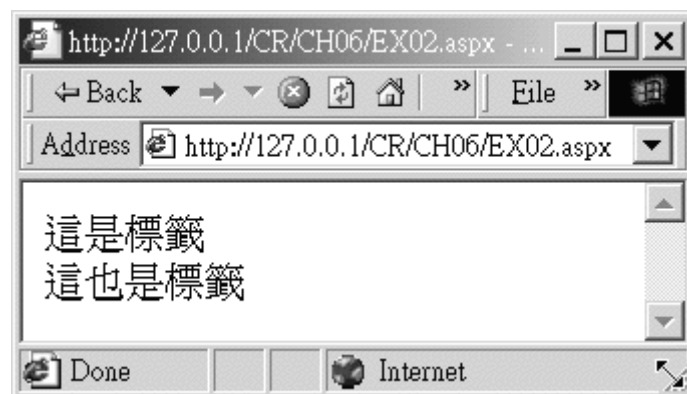 http://127.0.0.1/CR/CH06/EX02.aspx - ...
Back » File »
Address http://127.0.0.1/CR/CH06/EX02.aspx
這是標籤
這也是標籤
Done Internet